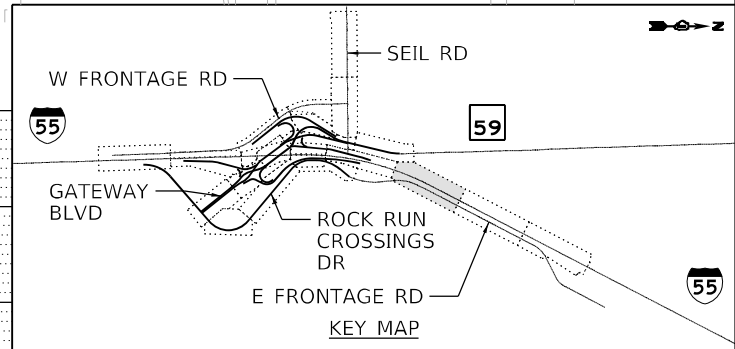 N
SEIL RD
W FRONTAGE RD
55
59
GATEWAY
BLVD
ROCK RUN
CROSSINGS
DR
E FRONTAGE RD
55
KEY MAP